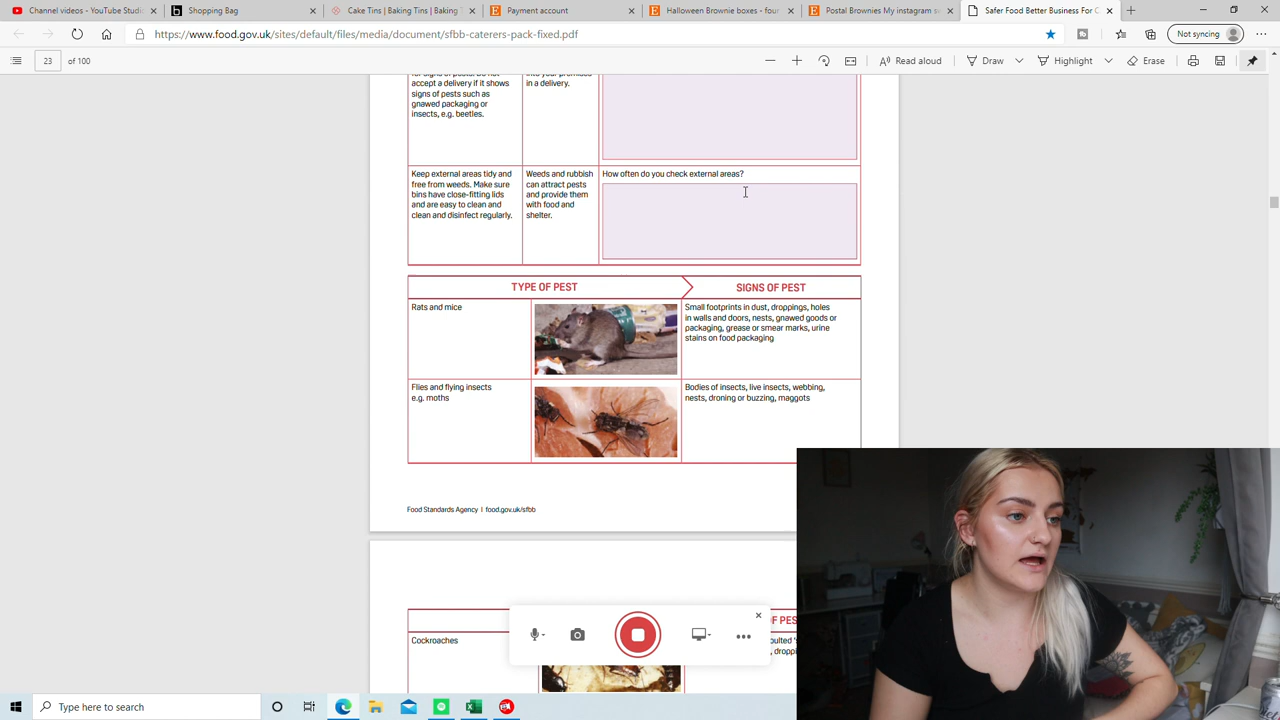 Channel videos - YouTube Studi
Shopping Bag
Cake Tins | Baking Tins | Baking T
Payment account
Halloween Brownie boxes - four
Postal Brownies My instagram s
Safer Food Better Business For C
https://www.food.gov.uk/sites/default/files/media/document/sfbb-caterers-pack-fixed.pdf
Not syncing
23 of 100
Read aloud
Draw
Highlight
Erase
accept a delivery if it shows
signs of pests such as
gnawed packaging or
insects, e.g. beetles.
in a delivery.
Keep external areas tidy and
free from weeds. Make sure
bins have close-fitting lids
and are easy to clean and
clean and disinfect regularly.
Weeds and rubbish
can attract pests
and provide them
with food and
shelter.
How often do you check external areas?
TYPE OF PEST
SIGNS OF PEST
Rats and mice
Small footprints in dust, droppings, holes
in walls and doors, nests, gnawed goods or
packaging, grease or smear marks, urine
stains on food packaging
Flies and flying insects
e.g. moths
Bodies of insects, live insects, webbing,
nests, droning or buzzing, maggots
Food Standards Agency | food.gov.uk/sfbb
OF PES
Cockroaches
Type here to search